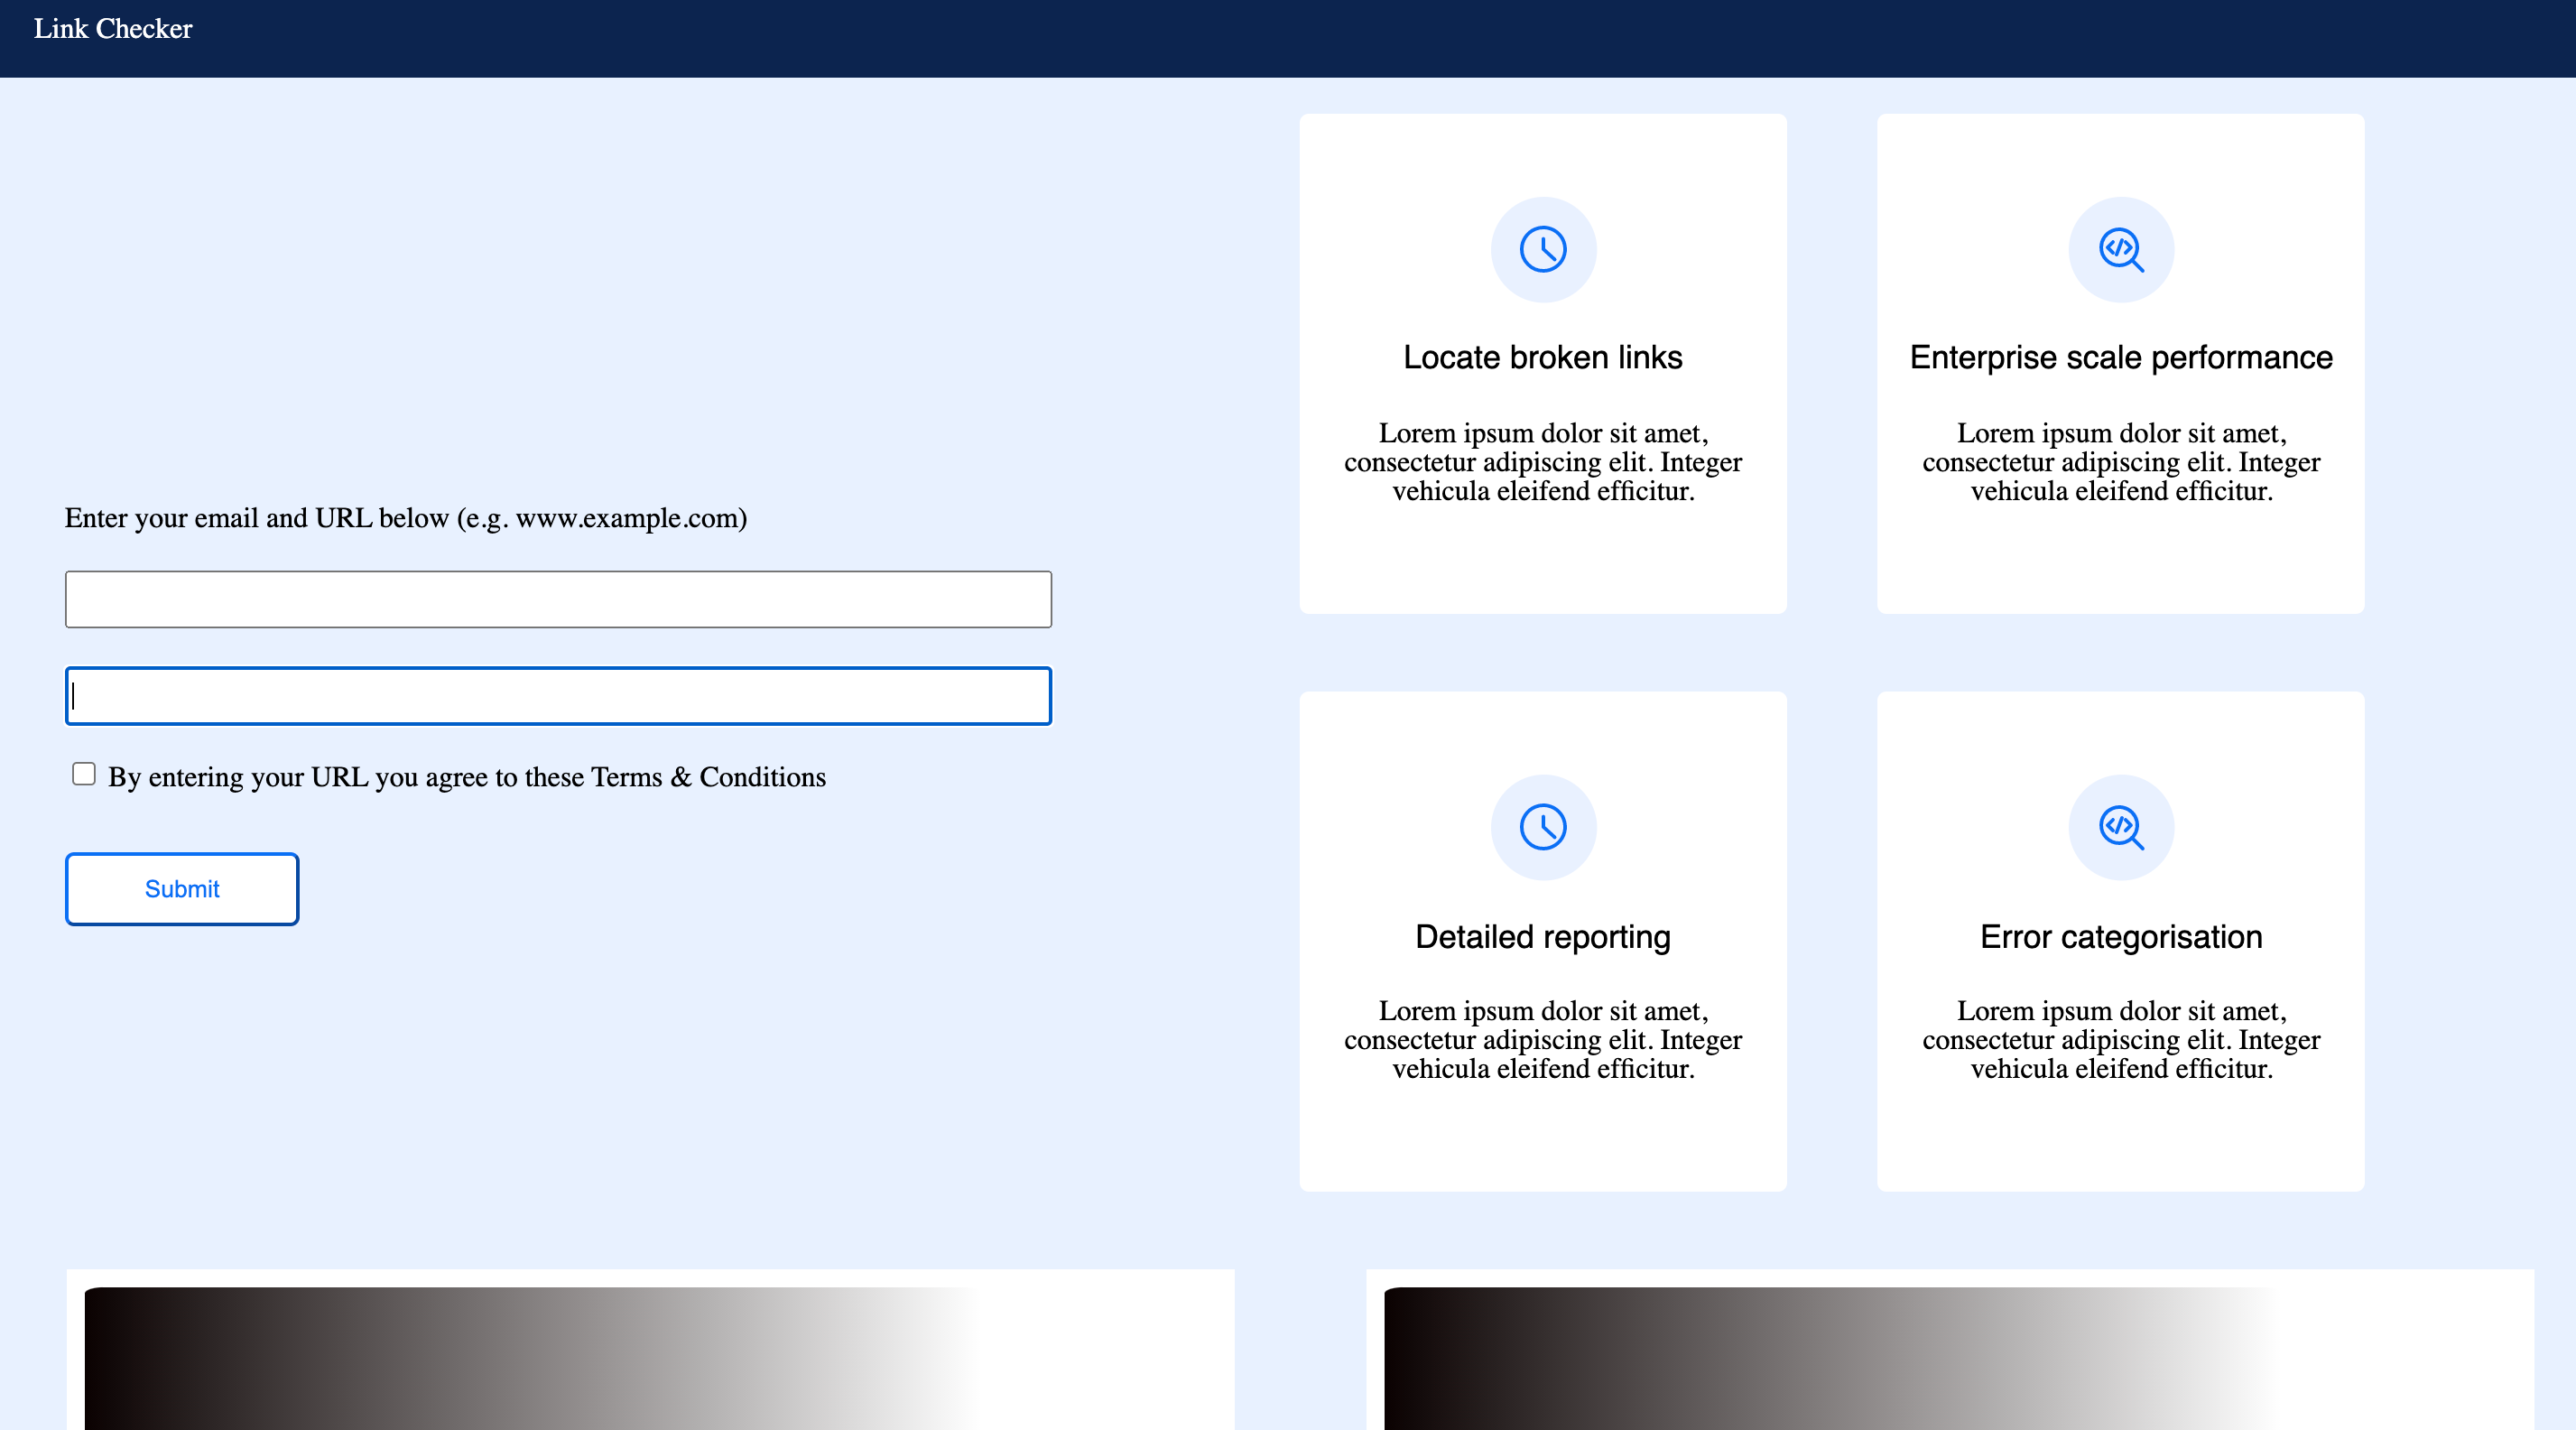 Link Checker
Enter your email and URL below (e.g. www.example.com)
By entering your URL you agree to these Terms & Conditions
Submit
Locate broken links
Lorem ipsum dolor sit amet,
consectetur adipiscing elit. Integer
vehicula eleifend efficitur.
Enterprise scale performance
Lorem ipsum dolor sit amet,
consectetur adipiscing elit. Integer
vehicula eleifend efficitur.
Detailed reporting
Lorem ipsum dolor sit amet,
consectetur adipiscing elit. Integer
vehicula eleifend efficitur.
Error categorisation
Lorem ipsum dolor sit amet,
consectetur adipiscing elit. Integer
vehicula eleifend efficitur.